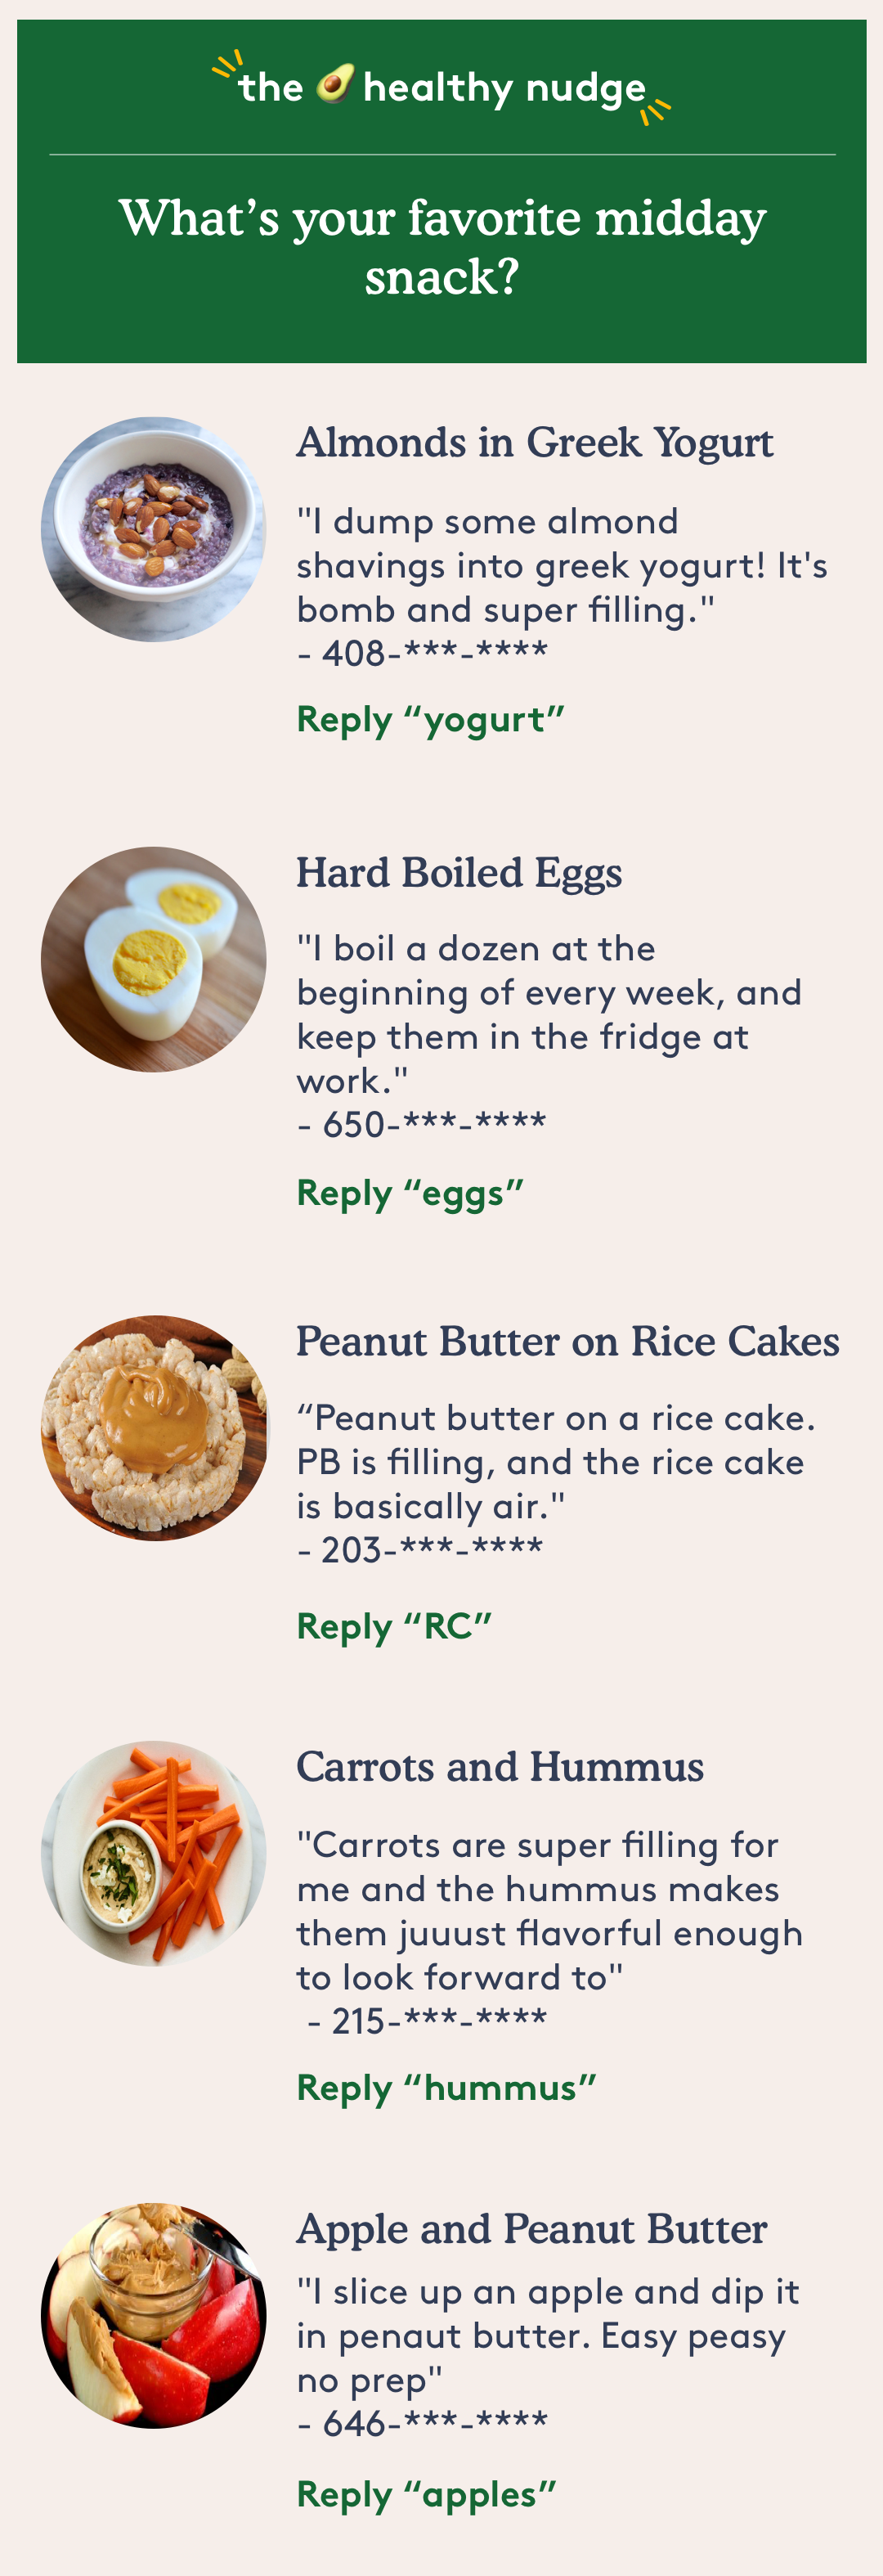 the healthy nudge
What’s your favorite midday
snack?
Almonds in Greek Yogurt
"I dump some almond
shavings into greek yogurt! It's
bomb and super filling."
- 408-***-****
Reply “yogurt”
Hard Boiled Eggs
"I boil a dozen at the
beginning of every week, and
keep them in the fridge at
work."
- 650-***-****
Reply “eggs”
Peanut Butter on Rice Cakes
“Peanut butter on a rice cake.
PB is filling, and the rice cake
is basically air."
- 203-***-****
Reply “RC”
Carrots and Hummus
"Carrots are super filling for
me and the hummus makes
them juuust flavorful enough
to look forward to"
- 215-***-****
Reply “hummus”
Apple and Peanut Butter
"I slice up an apple and dip it
in penaut butter. Easy peasy
no prep"
- 646-***-****
Reply “apples”